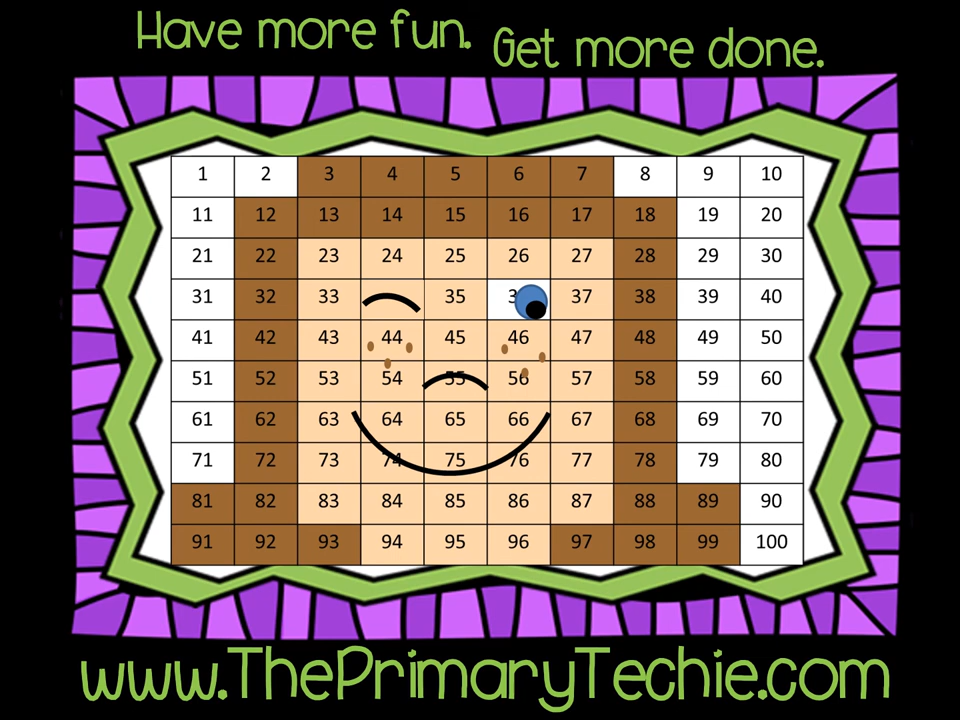 Have more fun. Get more done.
1 2 3 4 5 6 7 8 9 10
11 12 13 14 15 16 17 18 19 20
21 22 23 24 25 26 27 28 29 30
31 32 33 35 37 38 39 40
41 42 43 44 45 46 47 48 49 50
51 52 53 54 55 56 57 58 59 60
61 62 63 64 65 66 67 68 69 70
71 72 73 74 75 76 77 78 79 80
81 82 83 84 85 86 87 88 89 90
91 92 93 94 95 96 97 98 99 100
www.ThePrimaryTechie.com